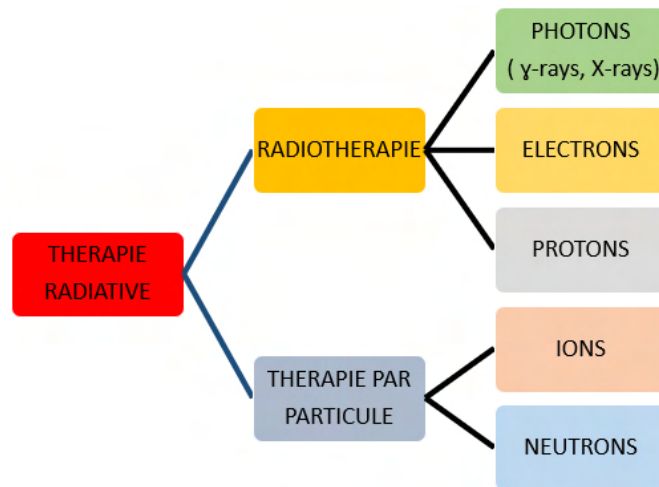 THERAPIE
RADIATIVE
RADIOTHERAPIE
PHOTONS
( ɣ-rays, X-rays)
ELECTRONS
PROTONS
THERAPIE PAR
PARTICULE
IONS
NEUTRONS